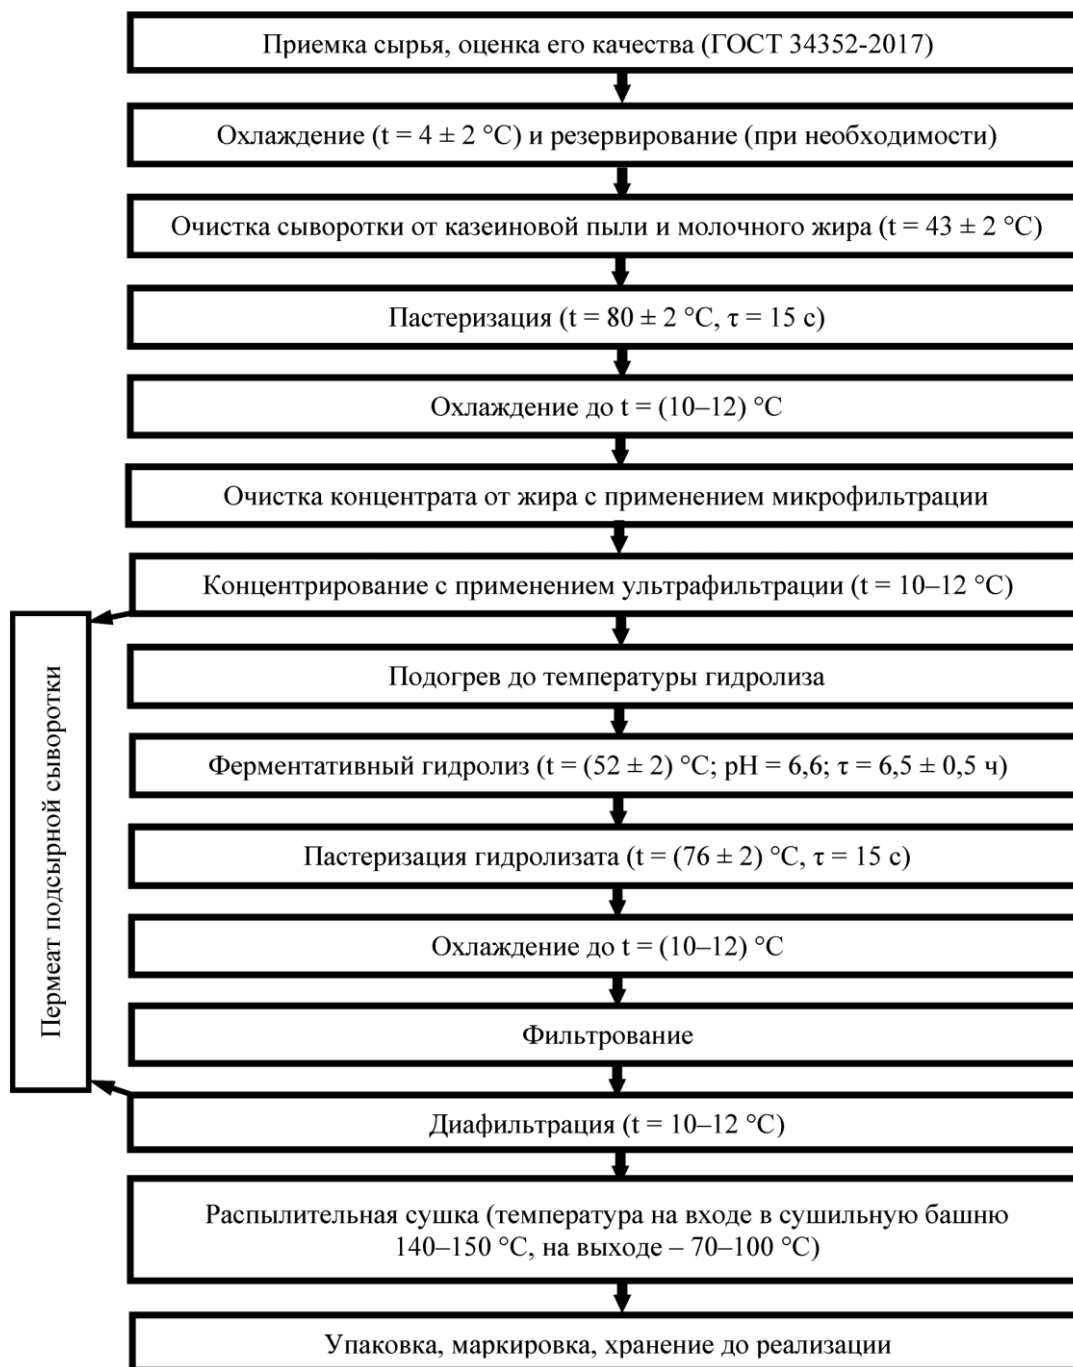 Приемка сырья, оценка его качества (ГОСТ 34352-2017)
Охлаждение (t = 4 ± 2 °C) и резервирование (при необходимости)
Очистка сыворотки от казеиновой пыли и молочного жира (t = 43 ± 2 °C)
Пастеризация (t = 80 ± 2 °C, τ = 15 с)
Охлаждение до t = (10–12) °C
Очистка концентрата от жира с применением микрофильтрации
Концентрирование с применением ультрафильтрации (t = 10–12 °C)
Пермеат подсырной сыворотки
Подогрев до температуры гидролиза
Ферментативный гидролиз (t = (52 ± 2) °C; pH = 6,6; τ = 6,5 ± 0,5 ч)
Пастеризация гидролизата (t = (76 ± 2) °C, τ = 15 с)
Охлаждение до t = (10–12) °C
Фильтрование
Диафильтрация (t = 10–12 °C)
Распылительная сушка (температура на входе в сушильную башню
140–150 °C, на выходе – 70–100 °C)
Упаковка, маркировка, хранение до реализации